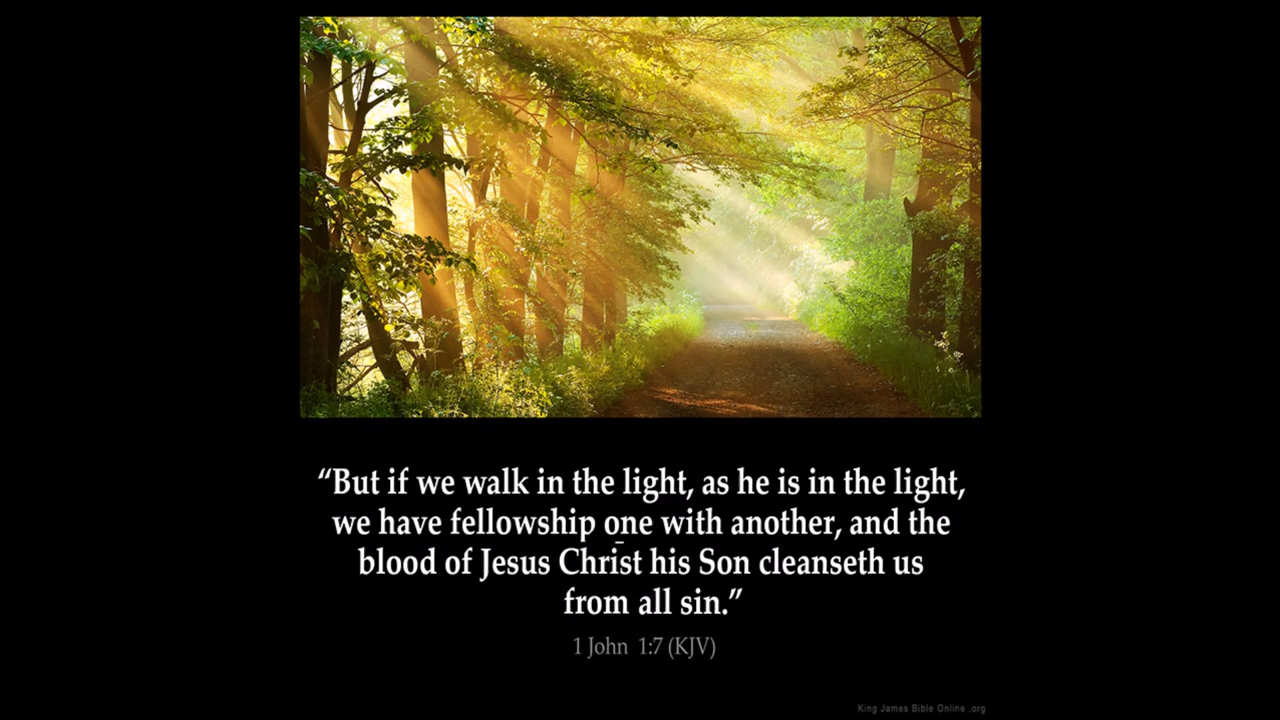 “But if we walk in the light, as he is in the light,
we have fellowship one with another, and the
blood of Jesus Christ his Son cleanseth us
from all sin.”
1 John 1:7 (KJV)
King James Bible Online .org